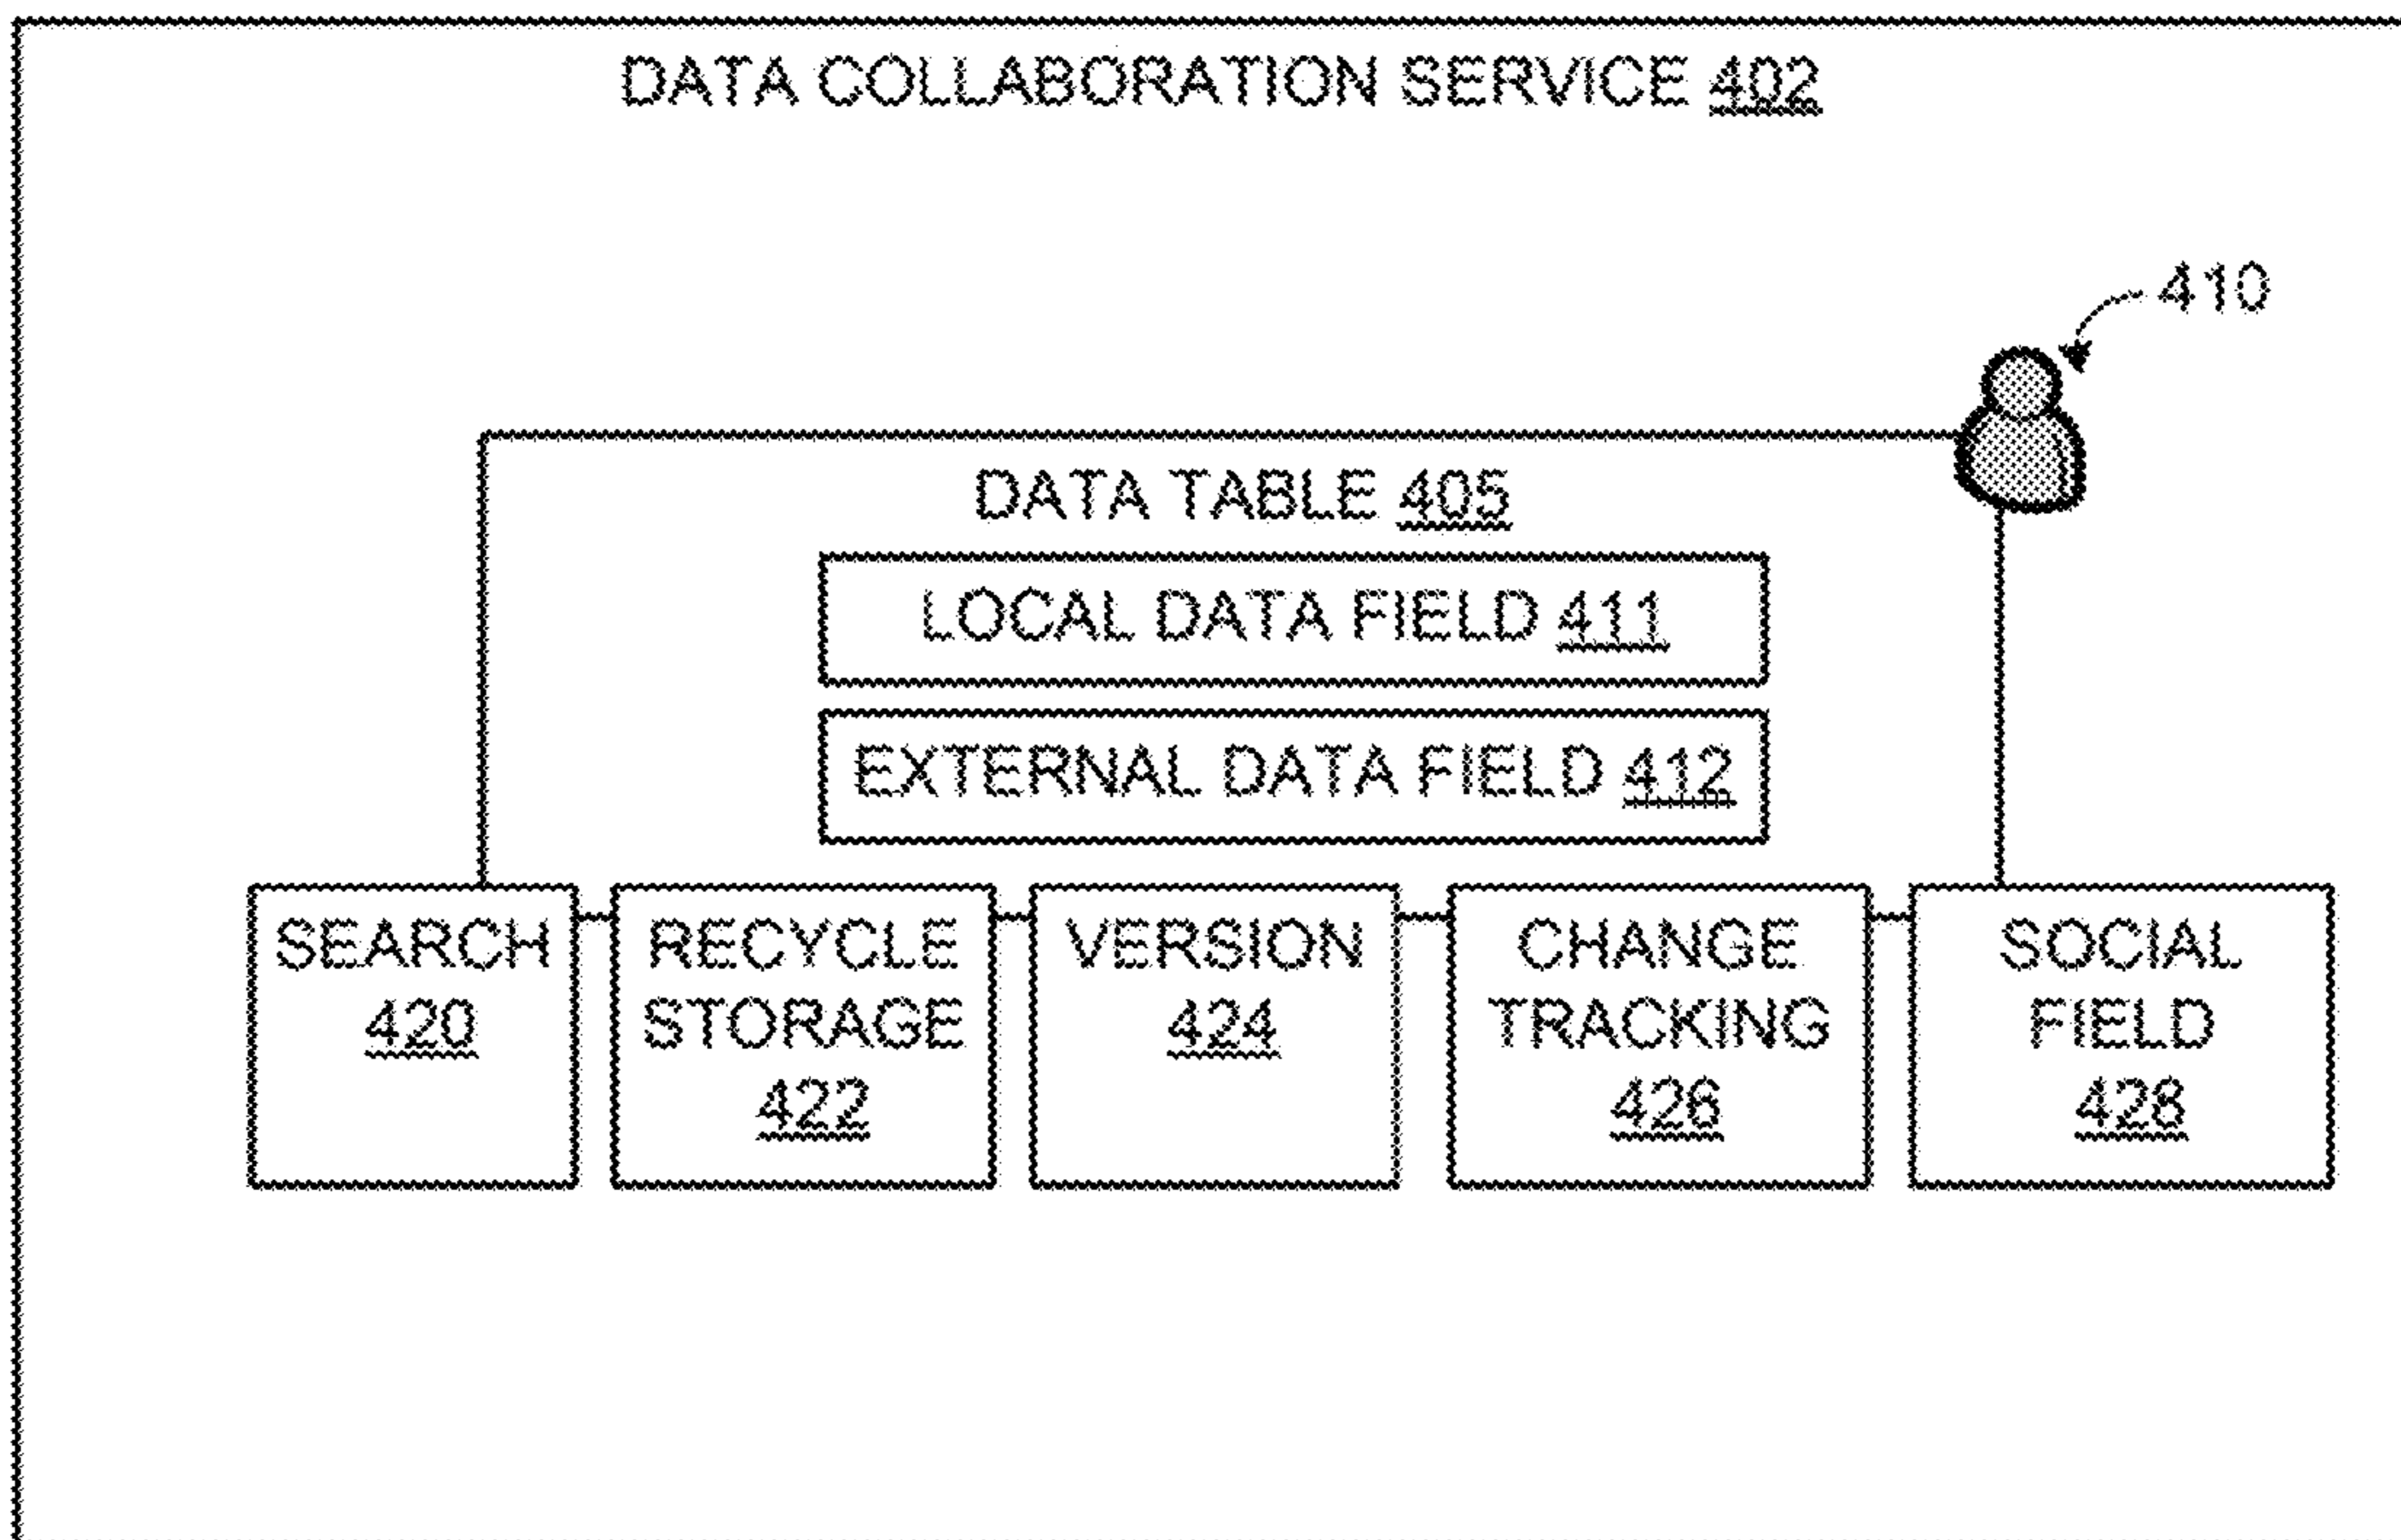 DATA COLLABORATION SERVICE 402
410
DATA TABLE 405
LOCAL DATA FIELD 411
EXTERNAL DATA FIELD 412
SEARCH
420
RECYCLE
STORAGE
422
VERSION
424
CHANGE
TRACKING
426
SOCIAL
FIELD
428